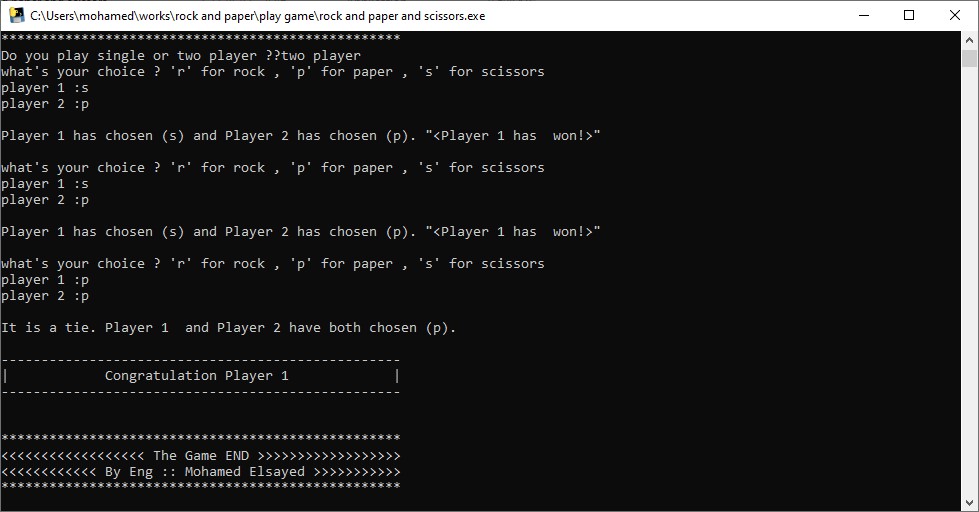 C:\Users\mohamed\works\rock and paper\play game\rock and paper and scissors.exe
**************************************************
Do you play single or two player ??two player
what's your choice ? 'r' for rock , 'p' for paper , 's' for scissors
player 1 :s
player 2 :p
Player 1 has chosen (s) and Player 2 has chosen (p). "<Player 1 has  won!>"
what's your choice ? 'r' for rock , 'p' for paper , 's' for scissors
player 1 :s
player 2 :p
Player 1 has chosen (s) and Player 2 has chosen (p). "<Player 1 has  won!>"
what's your choice ? 'r' for rock , 'p' for paper , 's' for scissors
player 1 :p
player 2 :p
It is a tie. Player 1  and Player 2 have both chosen (p).
--------------------------------------------------
|            Congratulation Player 1             |
--------------------------------------------------
**************************************************
<<<<<<<<<<<<<<<<<< The Game END >>>>>>>>>>>>>>>>>>
<<<<<<<<<<<< By Eng :: Mohamed Elsayed >>>>>>>>>>>
**************************************************